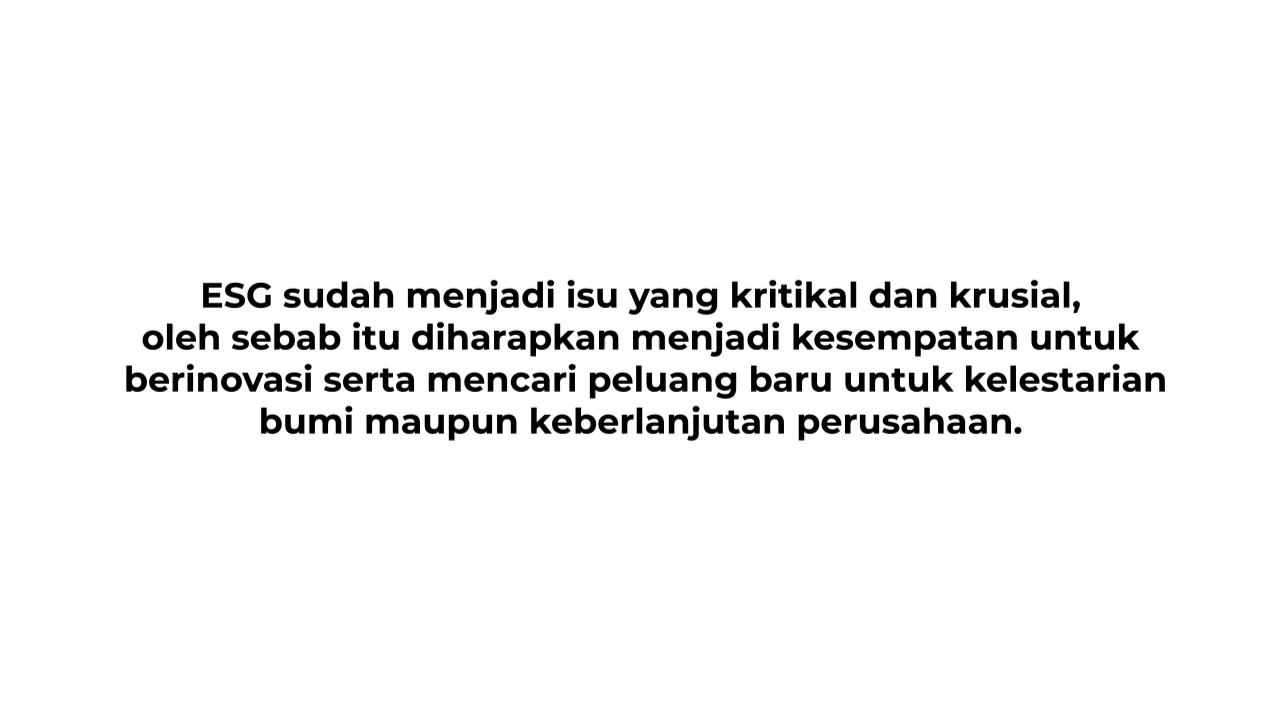 ESG sudah menjadi isu yang kritikal dan krusial,
oleh sebab itu diharapkan menjadi kesempatan untuk
berinovasi serta mencari peluang baru untuk kelestarian
bumi maupun keberlanjutan perusahaan.